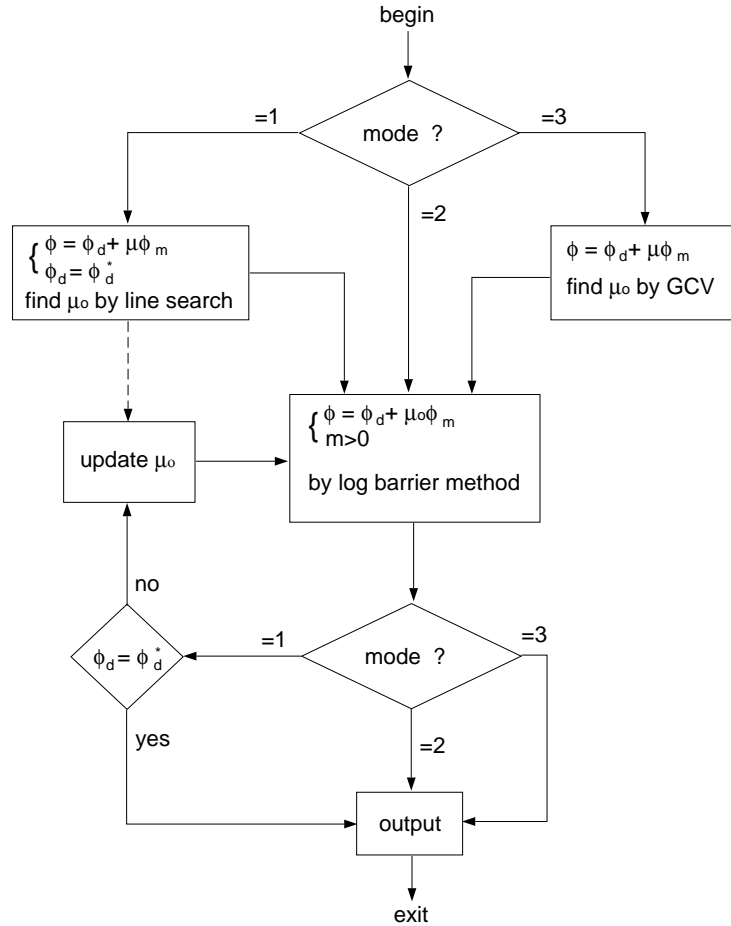 begin
mode ?
=1
=3
=2
{ ϕ = ϕd + μϕm
ϕd = ϕd*
find μo by line search
ϕ = ϕd + μϕm
find μo by GCV
{ ϕ = ϕd + μoϕm
m>0
by log barrier method
update μo
no
ϕd = ϕd*
yes
=1
mode ?
=3
=2
output
exit